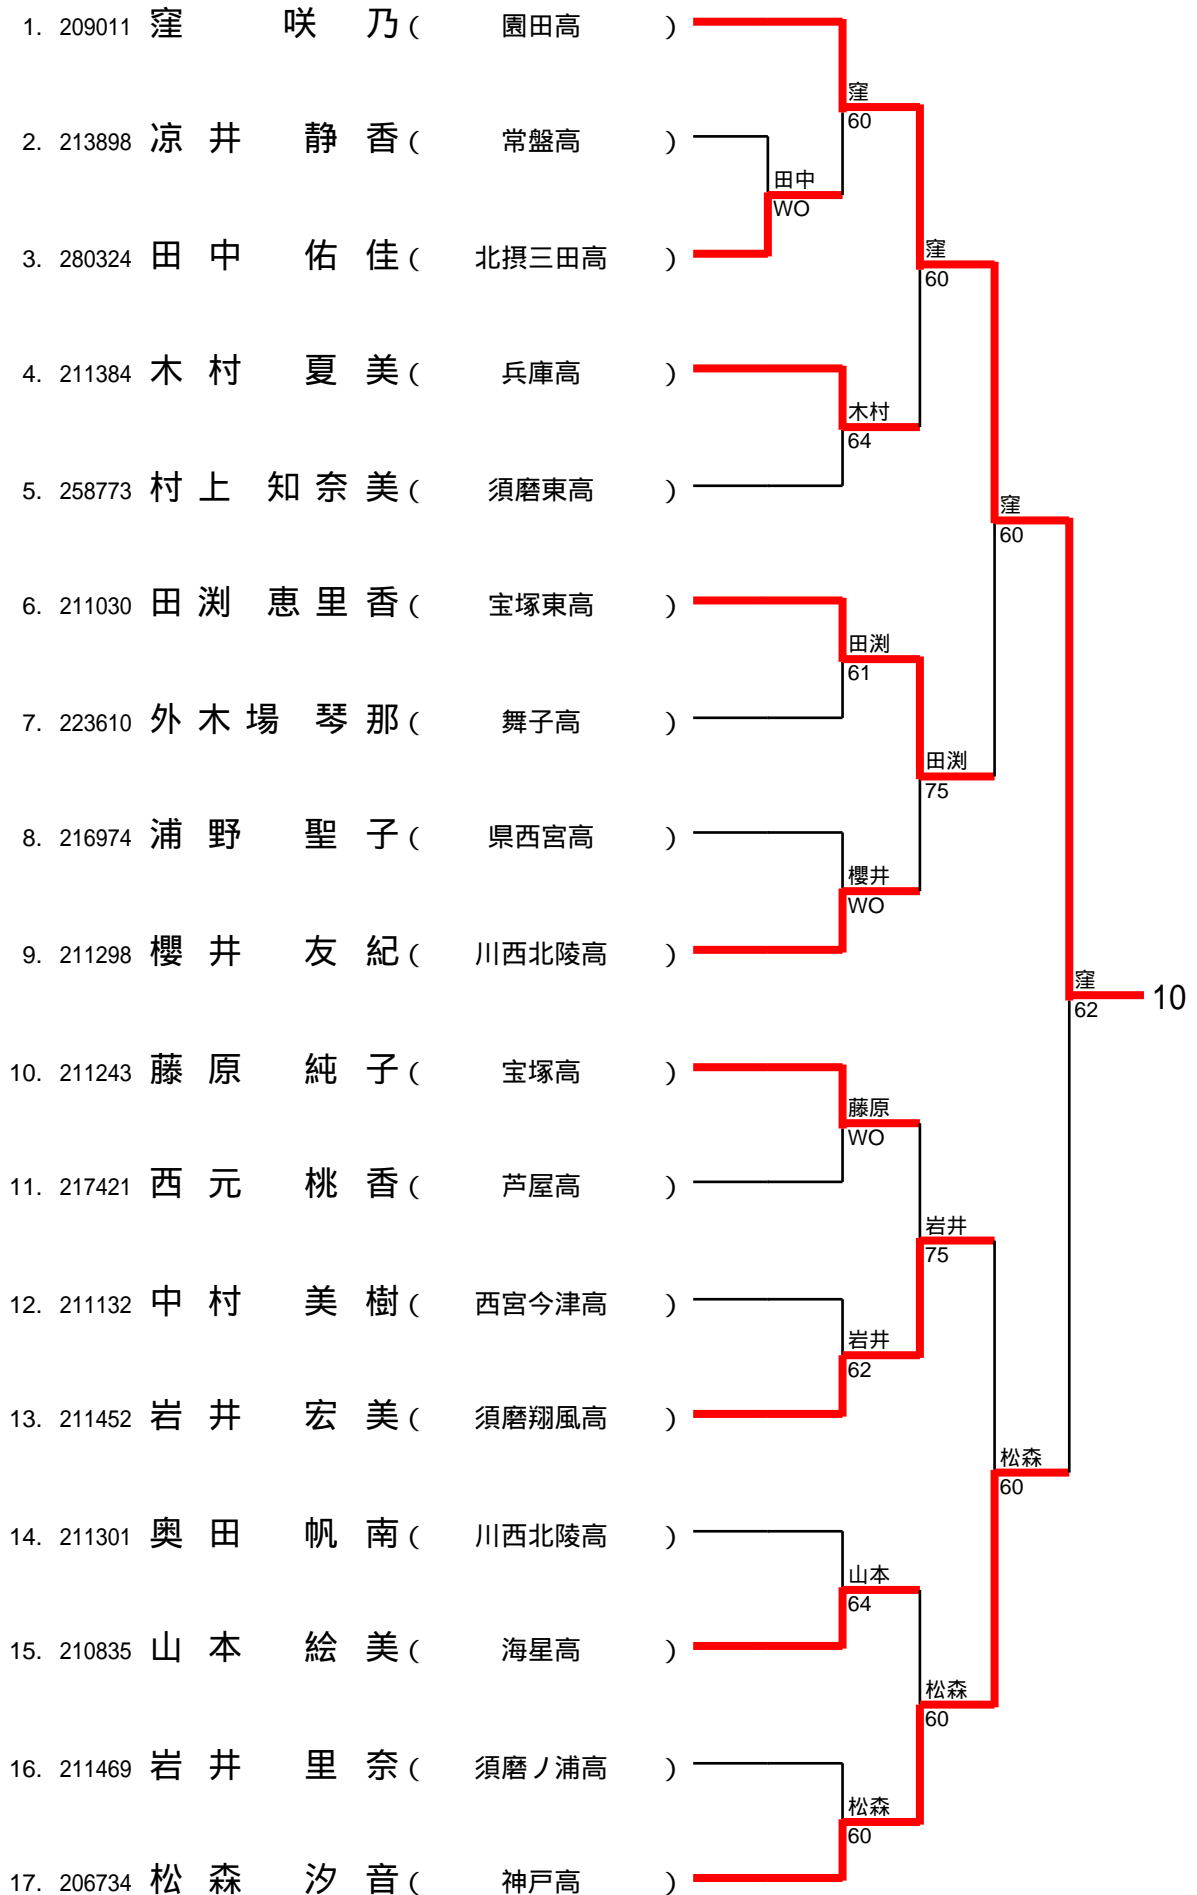 1. 209011 窪 咲 乃 ( 園田高 )
窪
60
2. 213898 凉 井 静 香 ( 常盤高 )
田中
WO
3. 280324 田 中 佑 佳 ( 北摂三田高 )
窪
60
4. 211384 木 村 夏 美 ( 兵庫高 )
木村
64
5. 258773 村 上 知 奈 美 ( 須磨東高 )
窪
60
6. 211030 田 渕 恵 里 香 ( 宝塚東高 )
田渕
61
7. 223610 外 木 場 琴 那 ( 舞子高 )
田渕
75
8. 216974 浦 野 聖 子 ( 県西宮高 )
櫻井
WO
9. 211298 櫻 井 友 紀 ( 川西北陵高 )
窪
62
10
10. 211243 藤 原 純 子 ( 宝塚高 )
藤原
WO
11. 217421 西 元 桃 香 ( 芦屋高 )
岩井
75
12. 211132 中 村 美 樹 ( 西宮今津高 )
岩井
62
13. 211452 岩 井 宏 美 ( 須磨翔風高 )
松森
60
14. 211301 奥 田 帆 南 ( 川西北陵高 )
山本
64
15. 210835 山 本 絵 美 ( 海星高 )
松森
60
16. 211469 岩 井 里 奈 ( 須磨ノ浦高 )
松森
60
17. 206734 松 森 汐 音 ( 神戸高 )